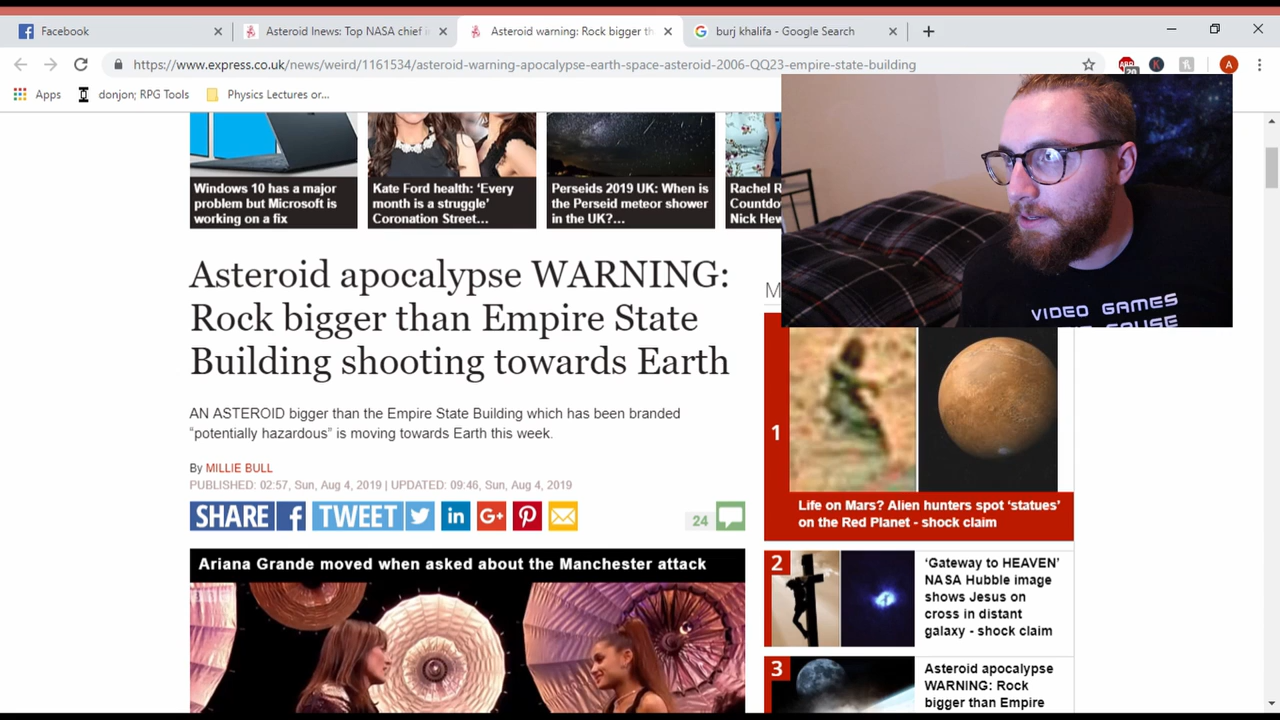 Facebook
Asteroid Inews: Top NASA chief i
Asteroid warning: Rock bigger th
burj khalifa - Google Search
https://www.express.co.uk/news/weird/1161534/asteroid-warning-apocalypse-earth-space-asteroid-2006-QQ23-empire-state-building
ABP
20
K
A
Apps
donjon; RPG Tools
Physics Lectures or...
Windows 10 has a major
problem but Microsoft is
working on a fix
Kate Ford health: ‘Every
month is a struggle’
Coronation Street...
Perseids 2019 UK: When is
the Perseid meteor shower
in the UK?...
Rachel R
Countdo
Nick Hew
Asteroid apocalypse WARNING:
Rock bigger than Empire State
Building shooting towards Earth
AN ASTEROID bigger than the Empire State Building which has been branded
“potentially hazardous” is moving towards Earth this week.
By MILLIE BULL
PUBLISHED: 02:57, Sun, Aug 4, 2019 | UPDATED: 09:46, Sun, Aug 4, 2019
SHARE f TWEET in G+ 24
Ariana Grande moved when asked about the Manchester attack
VIDEO GAMES
CAUSE
M
1
Life on Mars? Alien hunters spot ‘statues’
on the Red Planet - shock claim
2
‘Gateway to HEAVEN’
NASA Hubble image
shows Jesus on
cross in distant
galaxy - shock claim
3
Asteroid apocalypse
WARNING: Rock
bigger than Empire